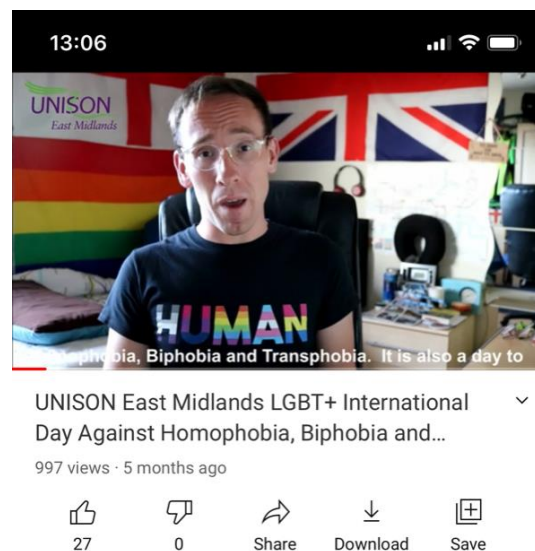 13:06
UNISON
East Midlands
HUMAN
phobia, Biphobia and Transphobia. It is also a day to
UNISON East Midlands LGBT+ International
Day Against Homophobia, Biphobia and...
997 views · 5 months ago
27
0
Share
Download
Save